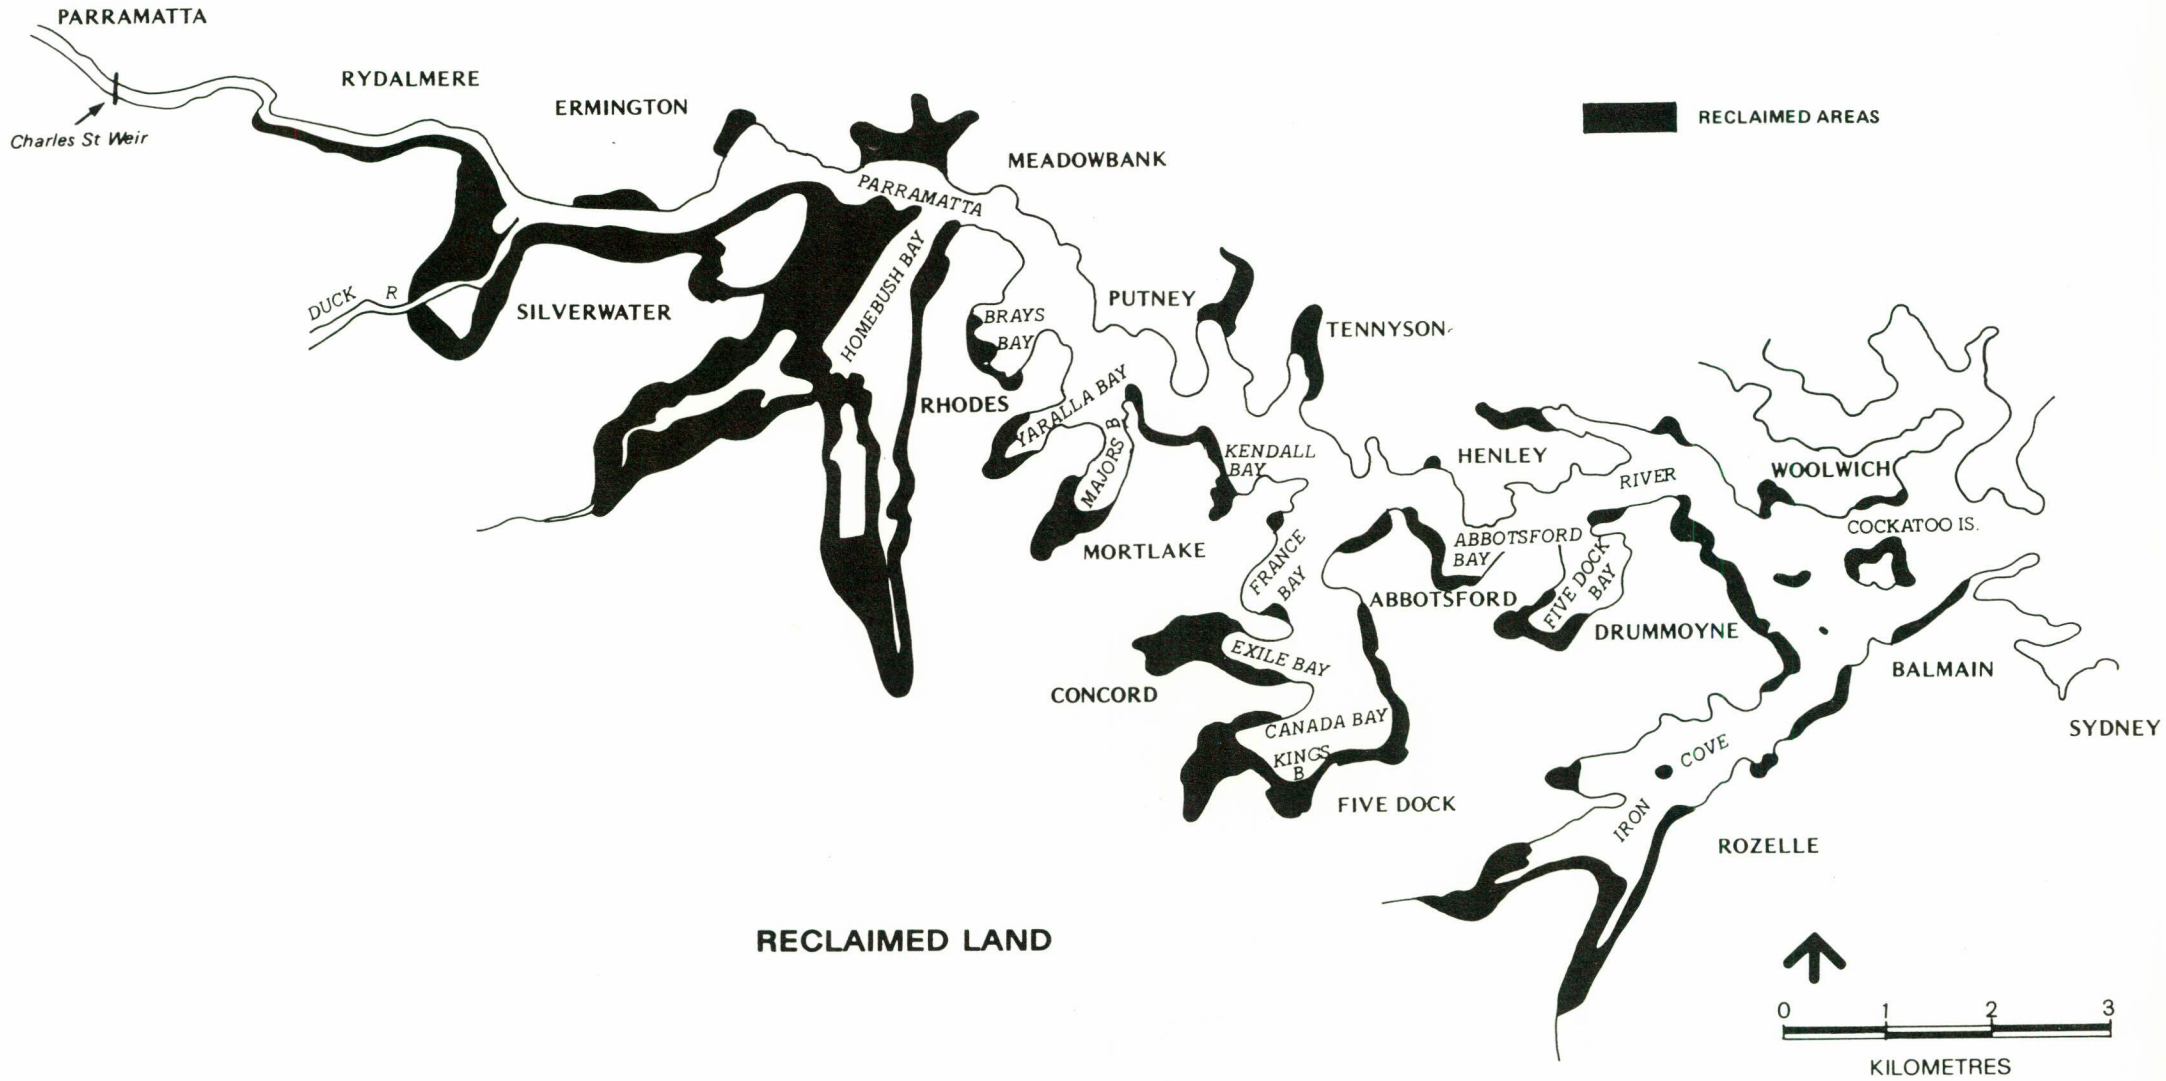 PARRAMATTA
RYDALMERE
ERMINGTON
Charles St Weir
RECLAIMED AREAS
MEADOWBANK
PARRAMATTA
DUCK R
SILVERWATER
HOMEBUSH BAY
BRAYS
BAY
PUTNEY
TENNYSON
RHODES
YARALLA BAY
MAJORS B
KENDALL
BAY
HENLEY
RIVER
WOOLWICH
COCKATOO IS.
MORTLAKE
FRANCE
BAY
ABBOTSFORD
BAY
ABBOTSFORD
FIVE DOCK
BAY
DRUMMOYNE
EXILE BAY
CONCORD
BALMAIN
CANADA BAY
SYDNEY
KINGS
B
IRON COVE
FIVE DOCK
ROZELLE
RECLAIMED LAND
0 1 2 3
KILOMETRES